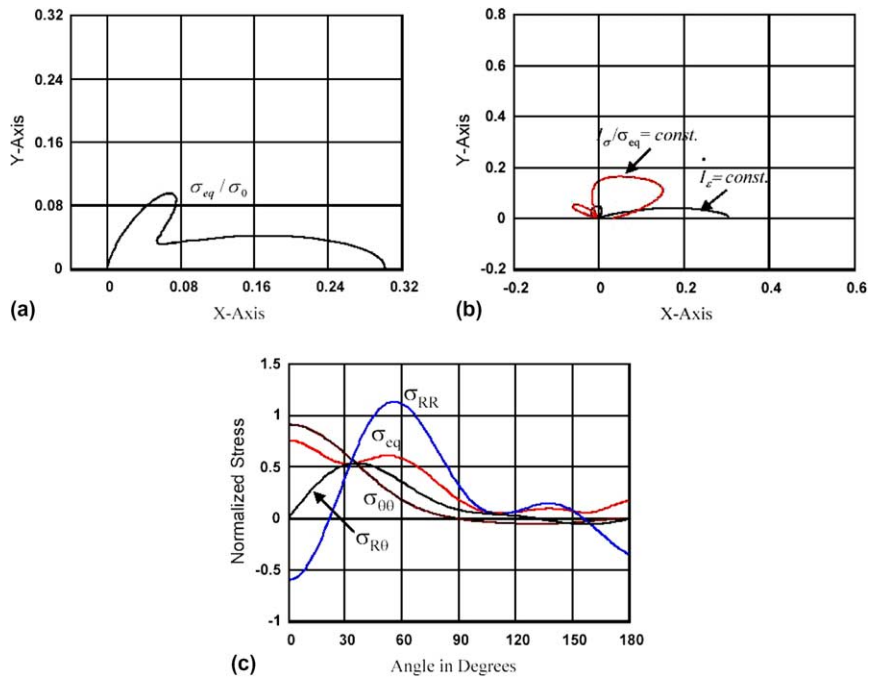 0.32
0.24
0.16
0.08
0
Y-Axis
σeq / σ0
0 0.08 0.16 0.24 0.32
X-Axis
(a)
0.8
0.6
0.4
0.2
0
-0.2
Y-Axis
Iσ/σeq= const.
Iε= const.
-0.2 0 0.2 0.4 0.6
X-Axis
(b)
1.5
1
0.5
0
-0.5
-1
Normalized Stress
σRR
σeq
σθθ
σRθ
0 30 60 90 120 150 180
Angle in Degrees
(c)